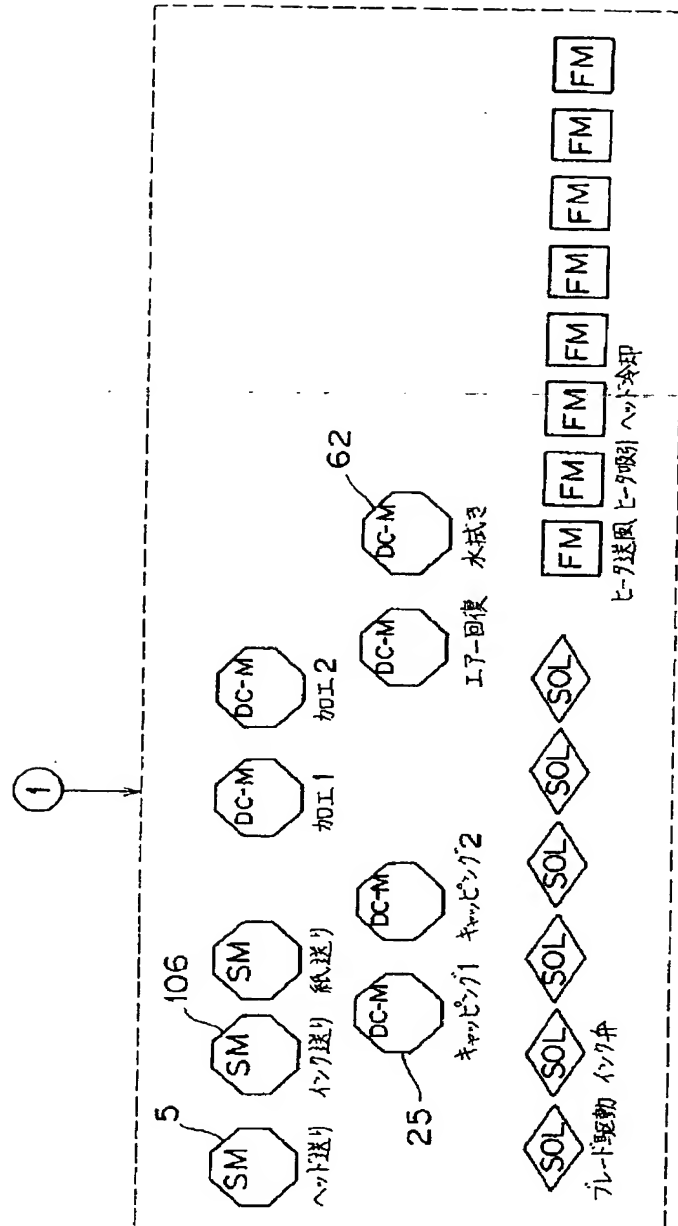 1
5
SM
ヘッド送り
106
SM
インク送り
SM
紙送り
DC-M
加工1
DC-M
加工2
25
DC-M
キャッピング1
DC-M
キャッピング2
DC-M
エアー回復
62
DC-M
水拭き
SOL
ブレード駆動
SOL
インク弁
SOL
SOL
SOL
SOL
FM
ヒータ送風
FM
ヒータ吸引
FM
ヘッド冷却
FM
FM
FM
FM
FM